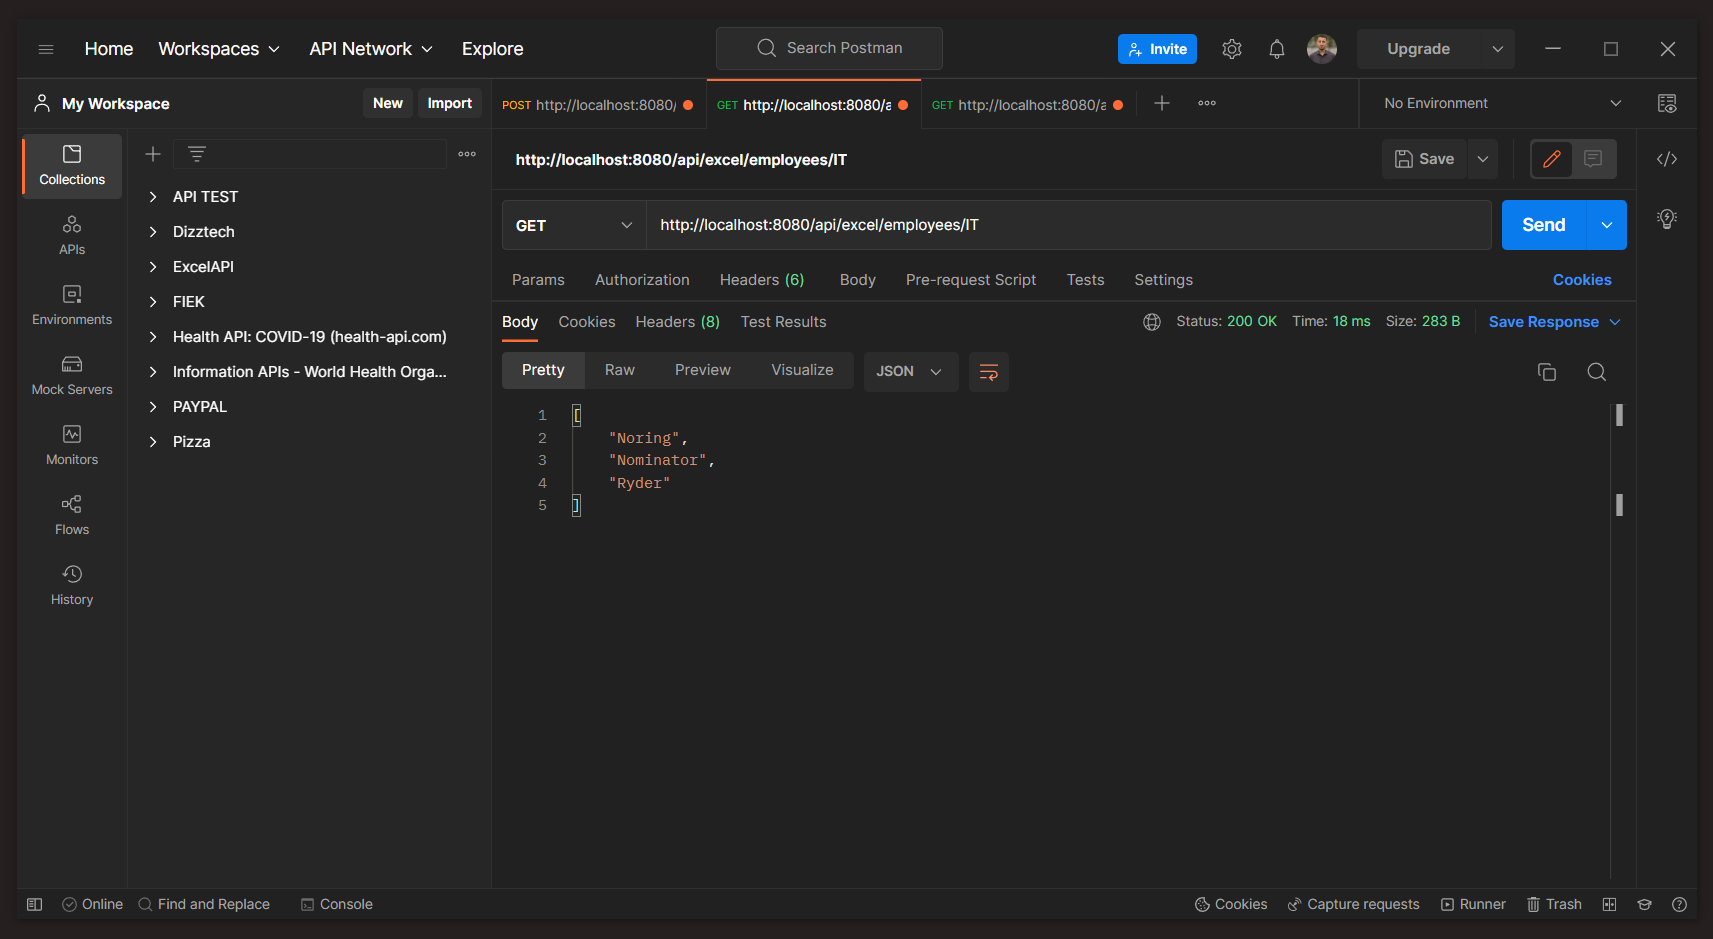 Home Workspaces API Network Explore Search Postman Invite Upgrade
My Workspace New Import POST http://localhost:8080/ GET http://localhost:8080/a GET http://localhost:8080/a No Environment
Collections
APIs
Environments
Mock Servers
Monitors
Flows
History
API TEST
Dizztech
ExcelAPI
FIEK
Health API: COVID-19 (health-api.com)
Information APIs - World Health Orga...
PAYPAL
Pizza
http://localhost:8080/api/excel/employees/IT Save
GET http://localhost:8080/api/excel/employees/IT Send
Params Authorization Headers (6) Body Pre-request Script Tests Settings Cookies
Body Cookies Headers (8) Test Results Status: 200 OK Time: 18 ms Size: 283 B Save Response
Pretty Raw Preview Visualize JSON
1 [
2 "Noring",
3 "Nominator",
4 "Ryder"
5 ]
Online Find and Replace Console Cookies Capture requests Runner Trash